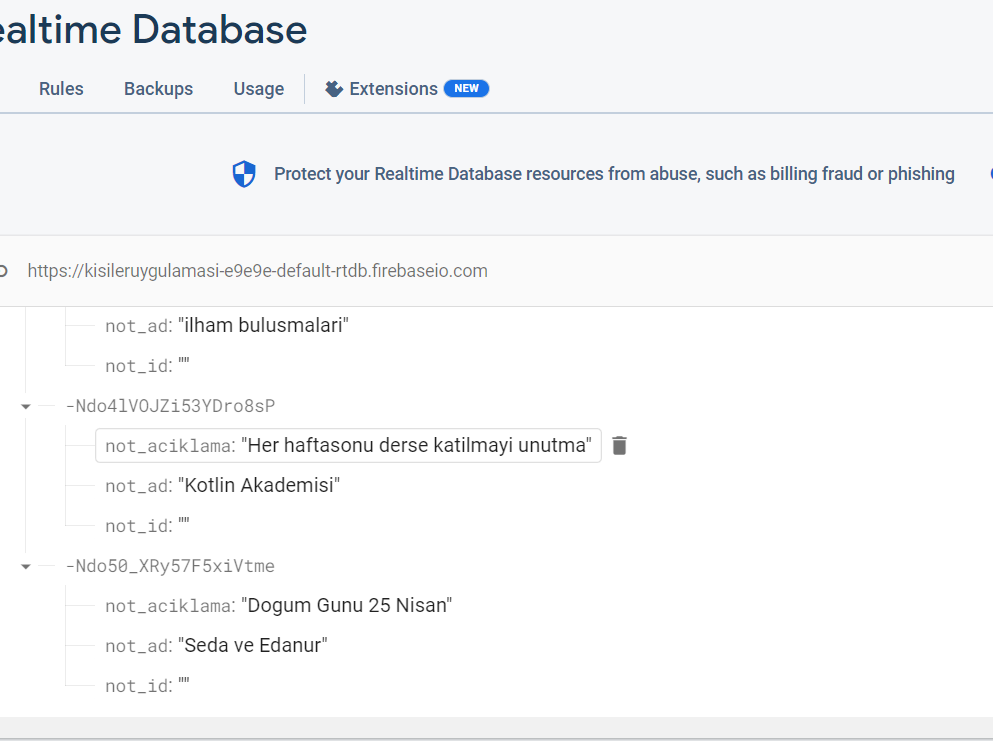 ealtime Database
Rules Backups Usage Extensions NEW
Protect your Realtime Database resources from abuse, such as billing fraud or phishing
https://kisileruygulamasi-e9e9e-default-rtdb.firebaseio.com
not_ad: "ilham bulusmalari"
not_id: ""
-Ndo4lVOJZi53YDro8sP
not_aciklama: "Her haftasonu derse katilmayi unutma"
not_ad: "Kotlin Akademisi"
not_id: ""
-Ndo50_XRy57F5xiVtme
not_aciklama: "Dogum Gunu 25 Nisan"
not_ad: "Seda ve Edanur"
not_id: ""